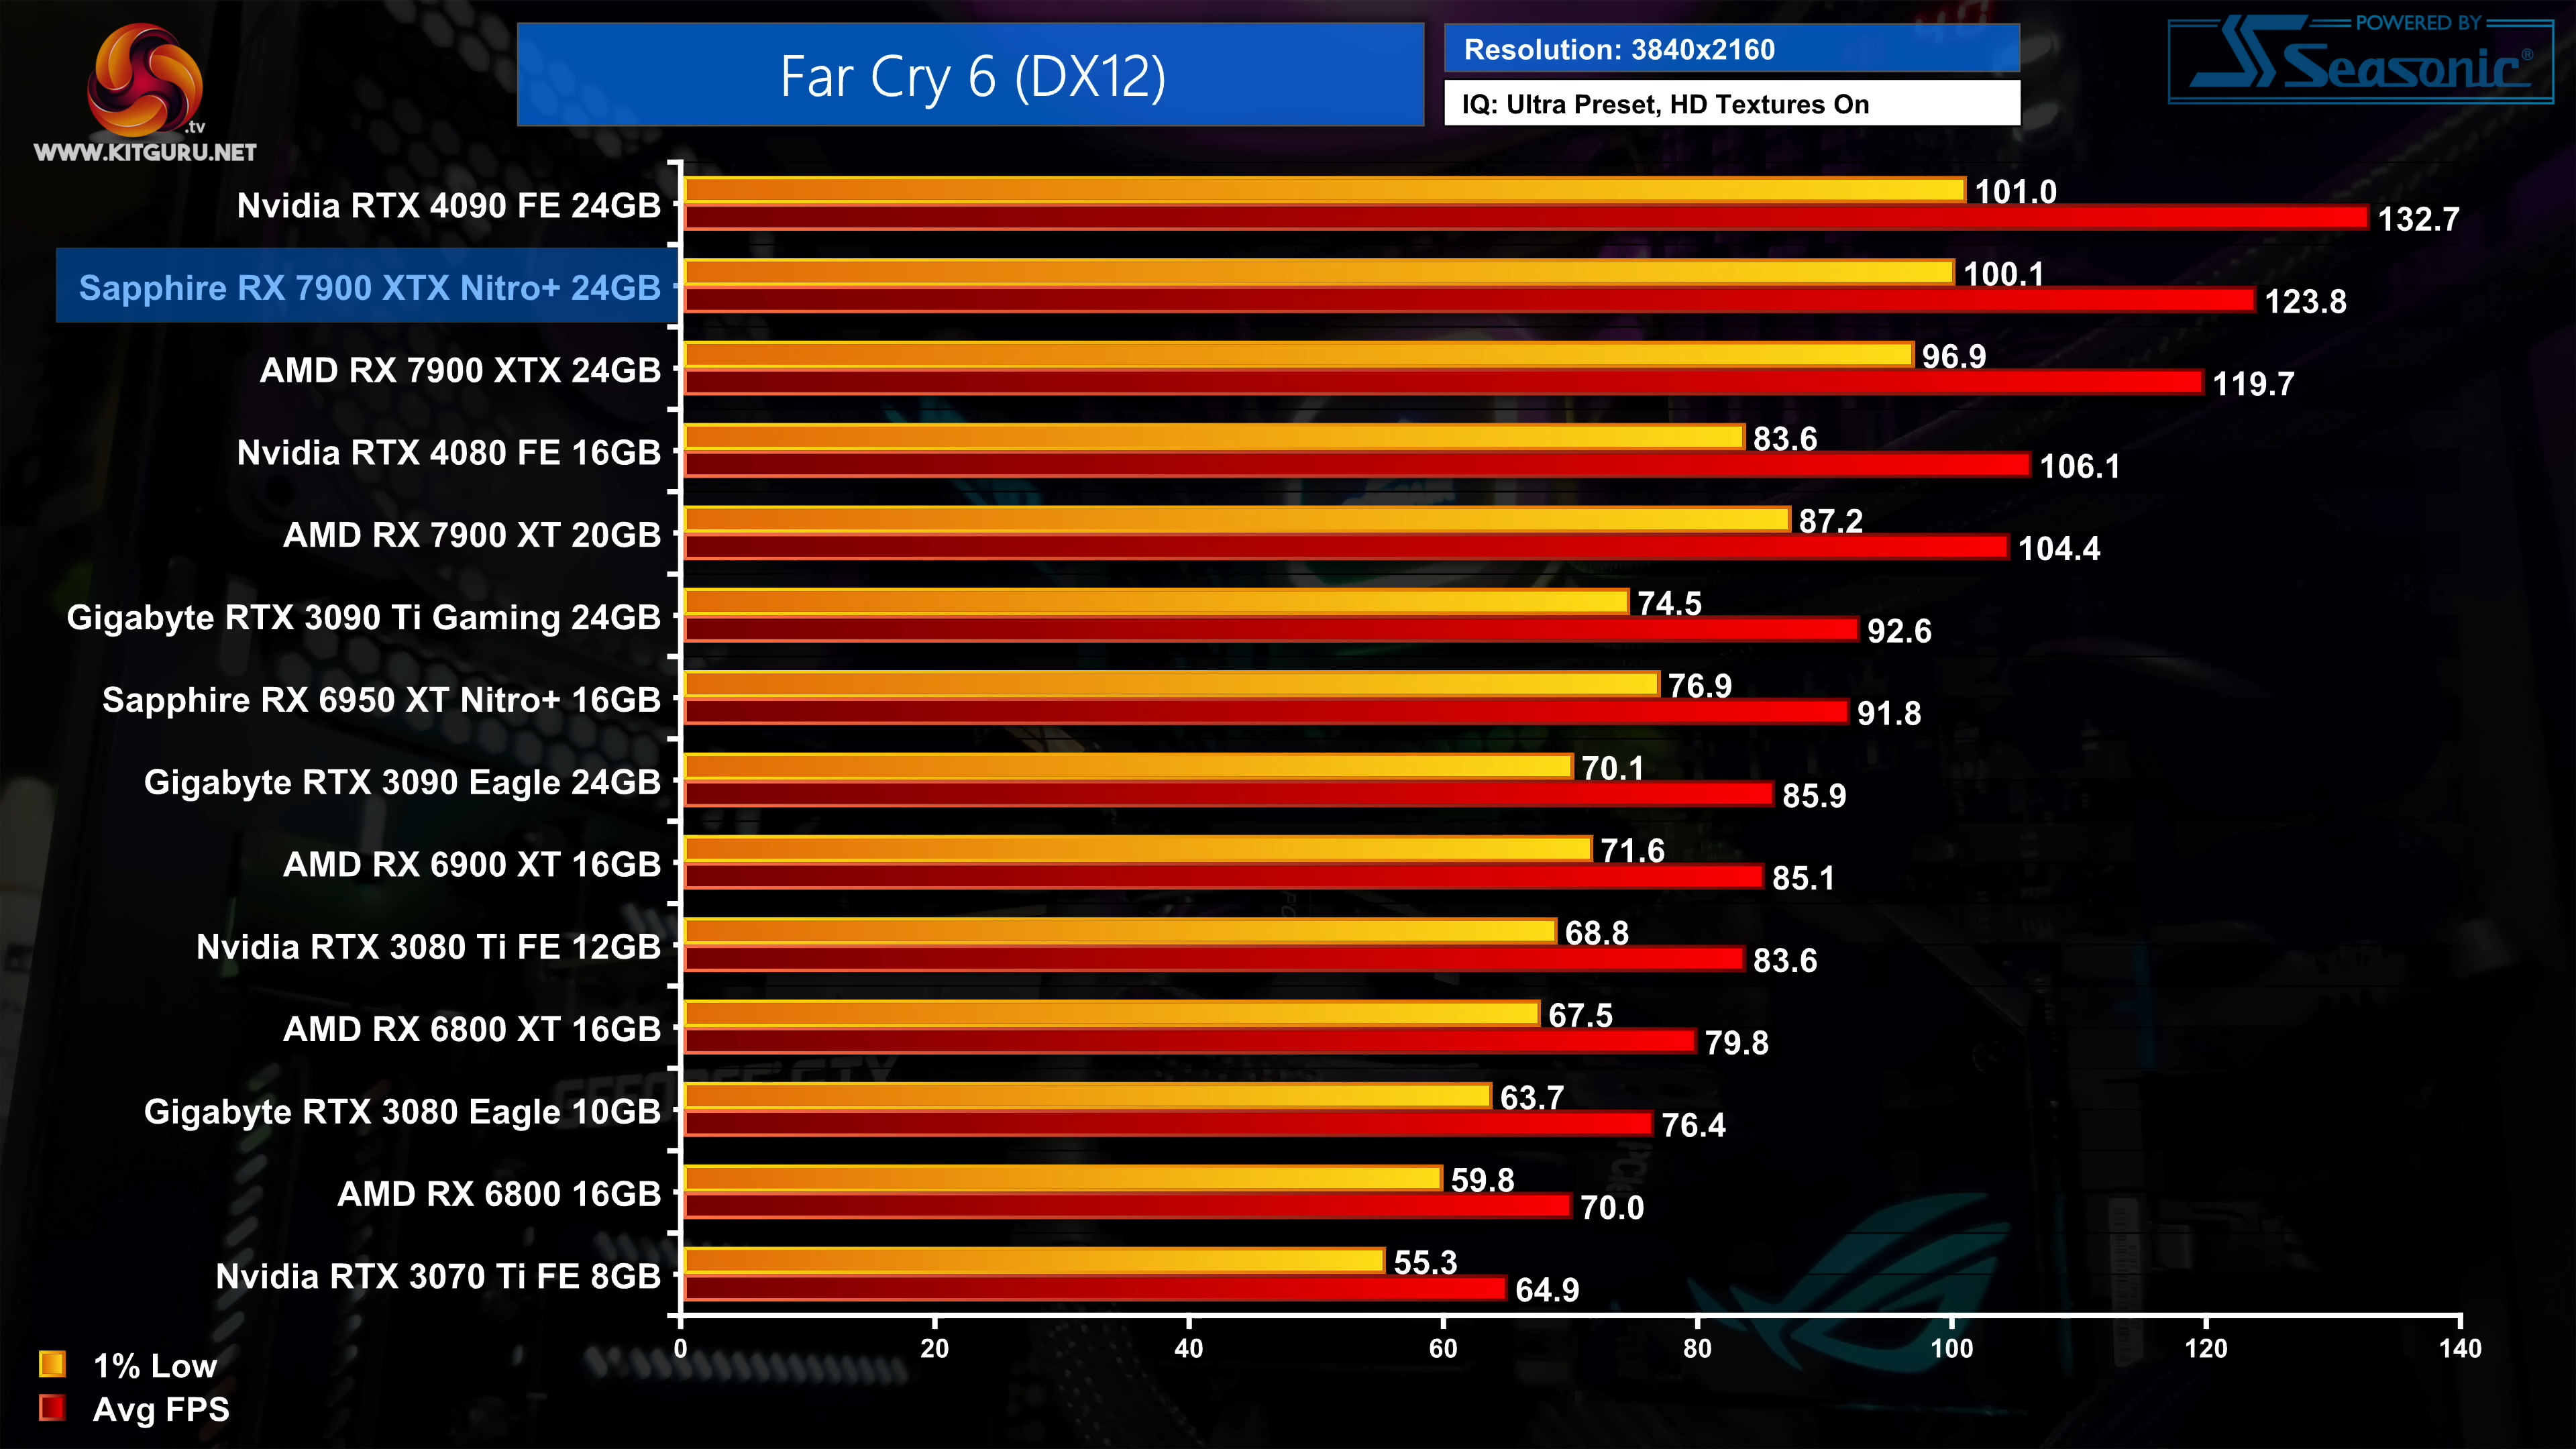 .tv
WWW.KITGURU.NET
Far Cry 6 (DX12)
Resolution: 3840x2160
IQ: Ultra Preset, HD Textures On
POWERED BY
Seasonic®
Nvidia RTX 4090 FE 24GB
101.0
132.7
Sapphire RX 7900 XTX Nitro+ 24GB
100.1
123.8
AMD RX 7900 XTX 24GB
96.9
119.7
Nvidia RTX 4080 FE 16GB
83.6
106.1
AMD RX 7900 XT 20GB
87.2
104.4
Gigabyte RTX 3090 Ti Gaming 24GB
74.5
92.6
Sapphire RX 6950 XT Nitro+ 16GB
76.9
91.8
Gigabyte RTX 3090 Eagle 24GB
70.1
85.9
AMD RX 6900 XT 16GB
71.6
85.1
Nvidia RTX 3080 Ti FE 12GB
68.8
83.6
AMD RX 6800 XT 16GB
67.5
79.8
Gigabyte RTX 3080 Eagle 10GB
63.7
76.4
AMD RX 6800 16GB
59.8
70.0
Nvidia RTX 3070 Ti FE 8GB
55.3
64.9
0 20 40 60 80 100 120 140
1% Low
Avg FPS
GEFORCE GTX